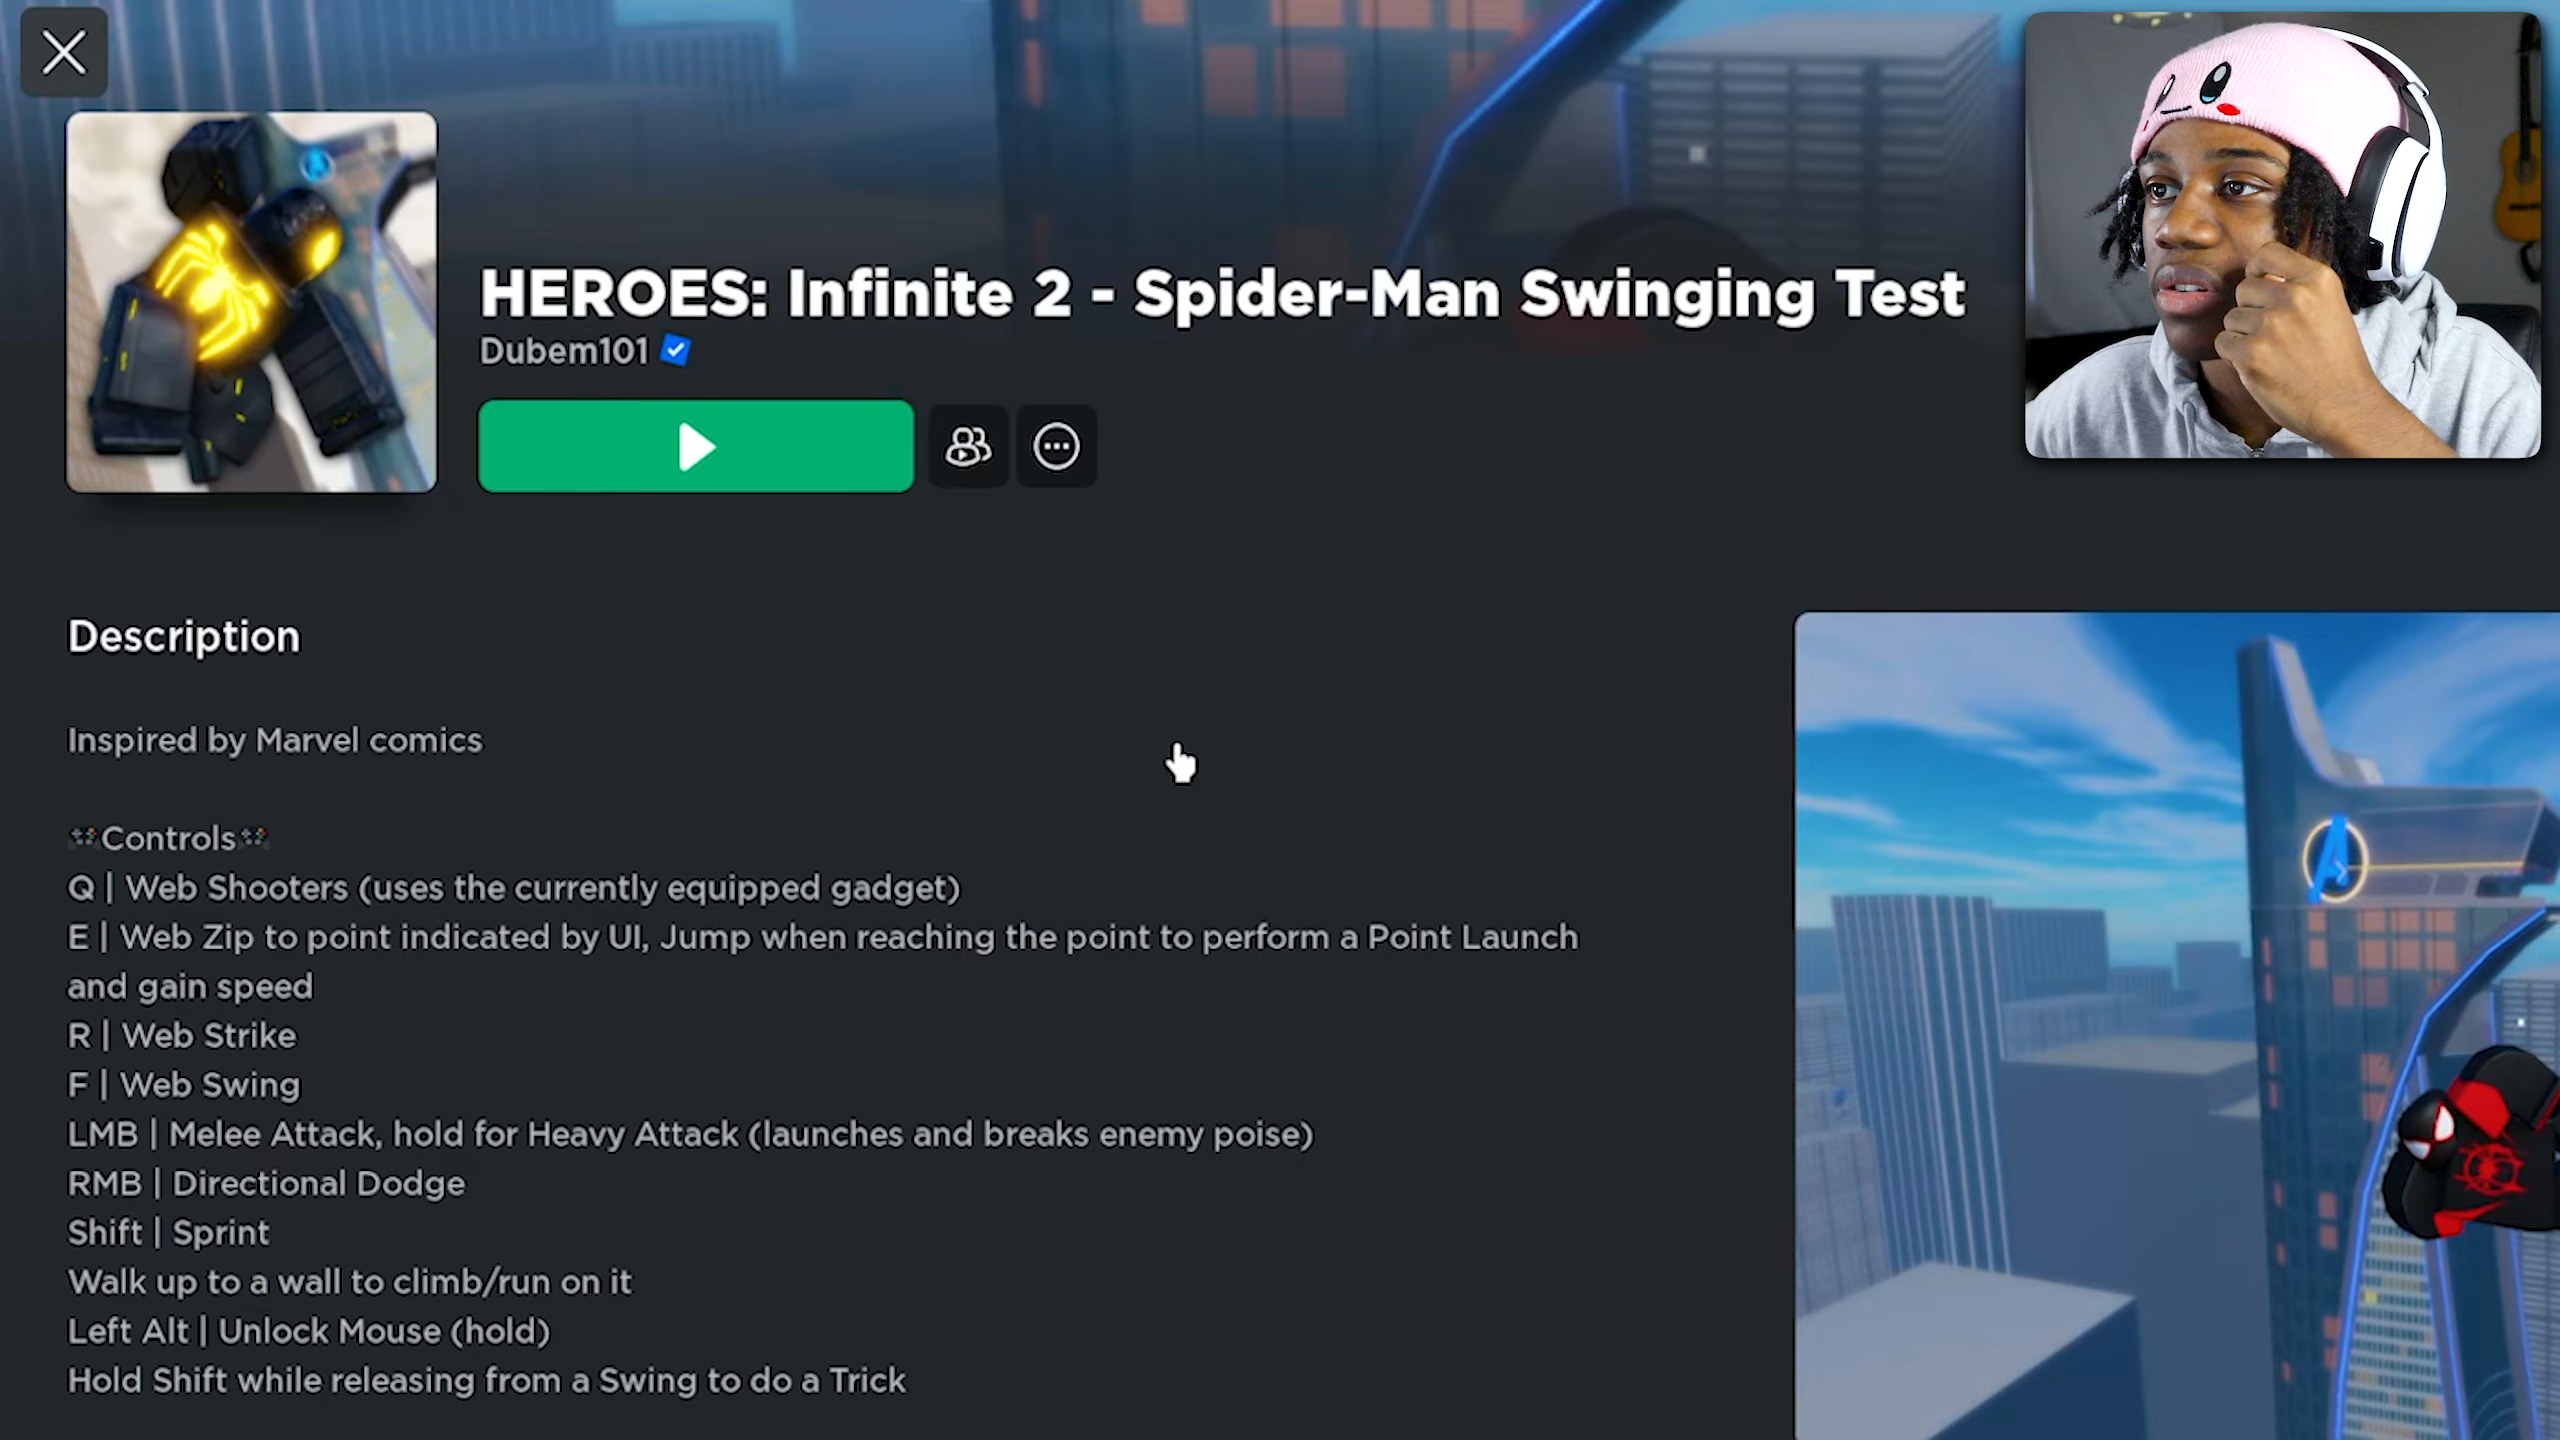 HEROES: Infinite 2 - Spider-Man Swinging Test
Dubem101
Description
Inspired by Marvel comics
🎮Controls🎮
Q | Web Shooters (uses the currently equipped gadget)
E | Web Zip to point indicated by UI, Jump when reaching the point to perform a Point Launch
and gain speed
R | Web Strike
F | Web Swing
LMB | Melee Attack, hold for Heavy Attack (launches and breaks enemy poise)
RMB | Directional Dodge
Shift | Sprint
Walk up to a wall to climb/run on it
Left Alt | Unlock Mouse (hold)
Hold Shift while releasing from a Swing to do a Trick